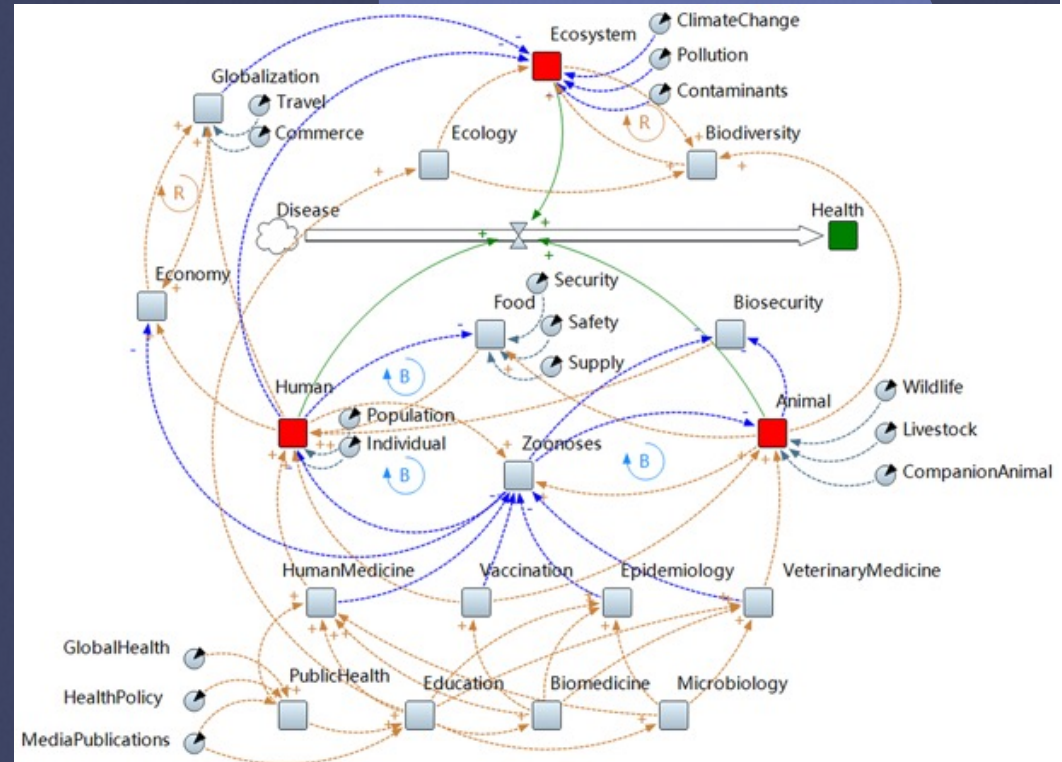 ClimateChange
Ecosystem
Pollution
Globalization
Contaminants
Travel
R
Commerce
Ecology
Biodiversity
R
Disease
Health
Economy
Security
Food
Biosecurity
Safety
Supply
B
Human
Animal
Wildlife
Population
Livestock
Individual
Zoonoses
B
B
CompanionAnimal
HumanMedicine
Vaccination
Epidemiology
VeterinaryMedicine
GlobalHealth
PublicHealth
Education
Biomedicine
Microbiology
HealthPolicy
MediaPublications